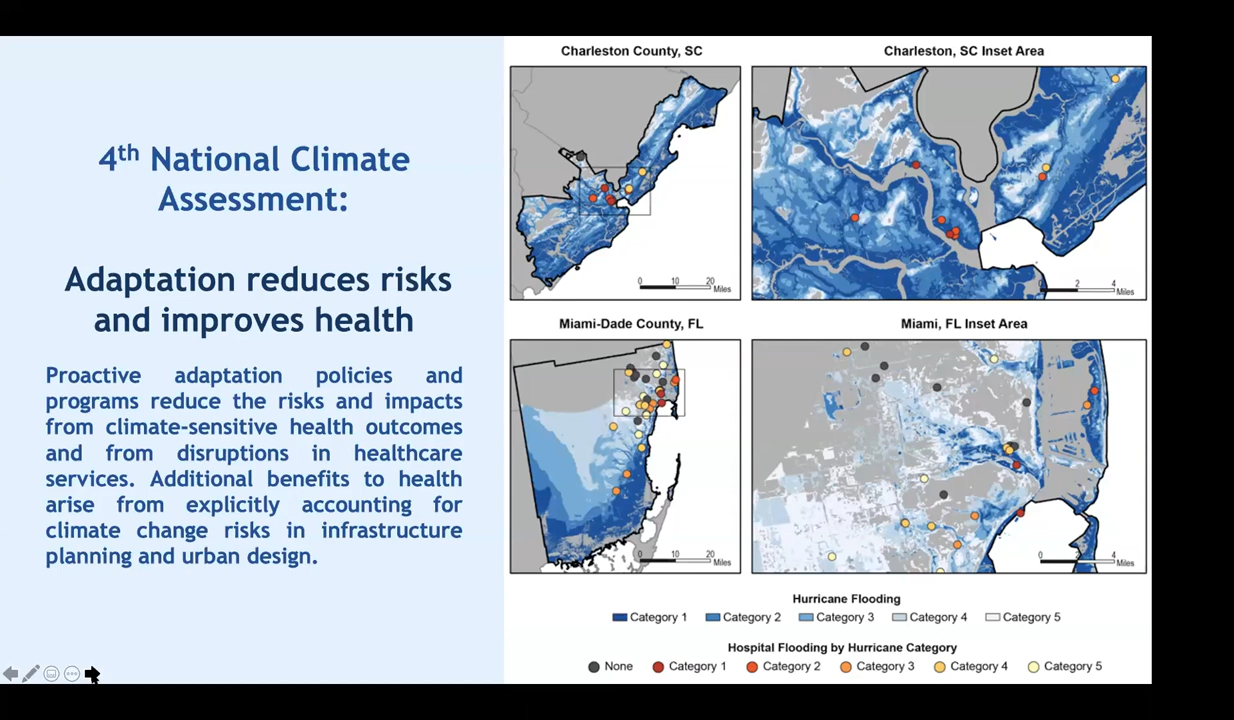 4th National Climate
Assessment:
Adaptation reduces risks
and improves health
Proactive adaptation policies and
programs reduce the risks and impacts
from climate-sensitive health outcomes
and from disruptions in healthcare
services. Additional benefits to health
arise from explicitly accounting for
climate change risks in infrastructure
planning and urban design.
Charleston County, SC
0 10 20
Miles
Charleston, SC Inset Area
0 2 4
Miles
Miami-Dade County, FL
0 10 20
Miles
Miami, FL Inset Area
0 2 4
Miles
Hurricane Flooding
Category 1 Category 2 Category 3 Category 4 Category 5
Hospital Flooding by Hurricane Category
None Category 1 Category 2 Category 3 Category 4 Category 5